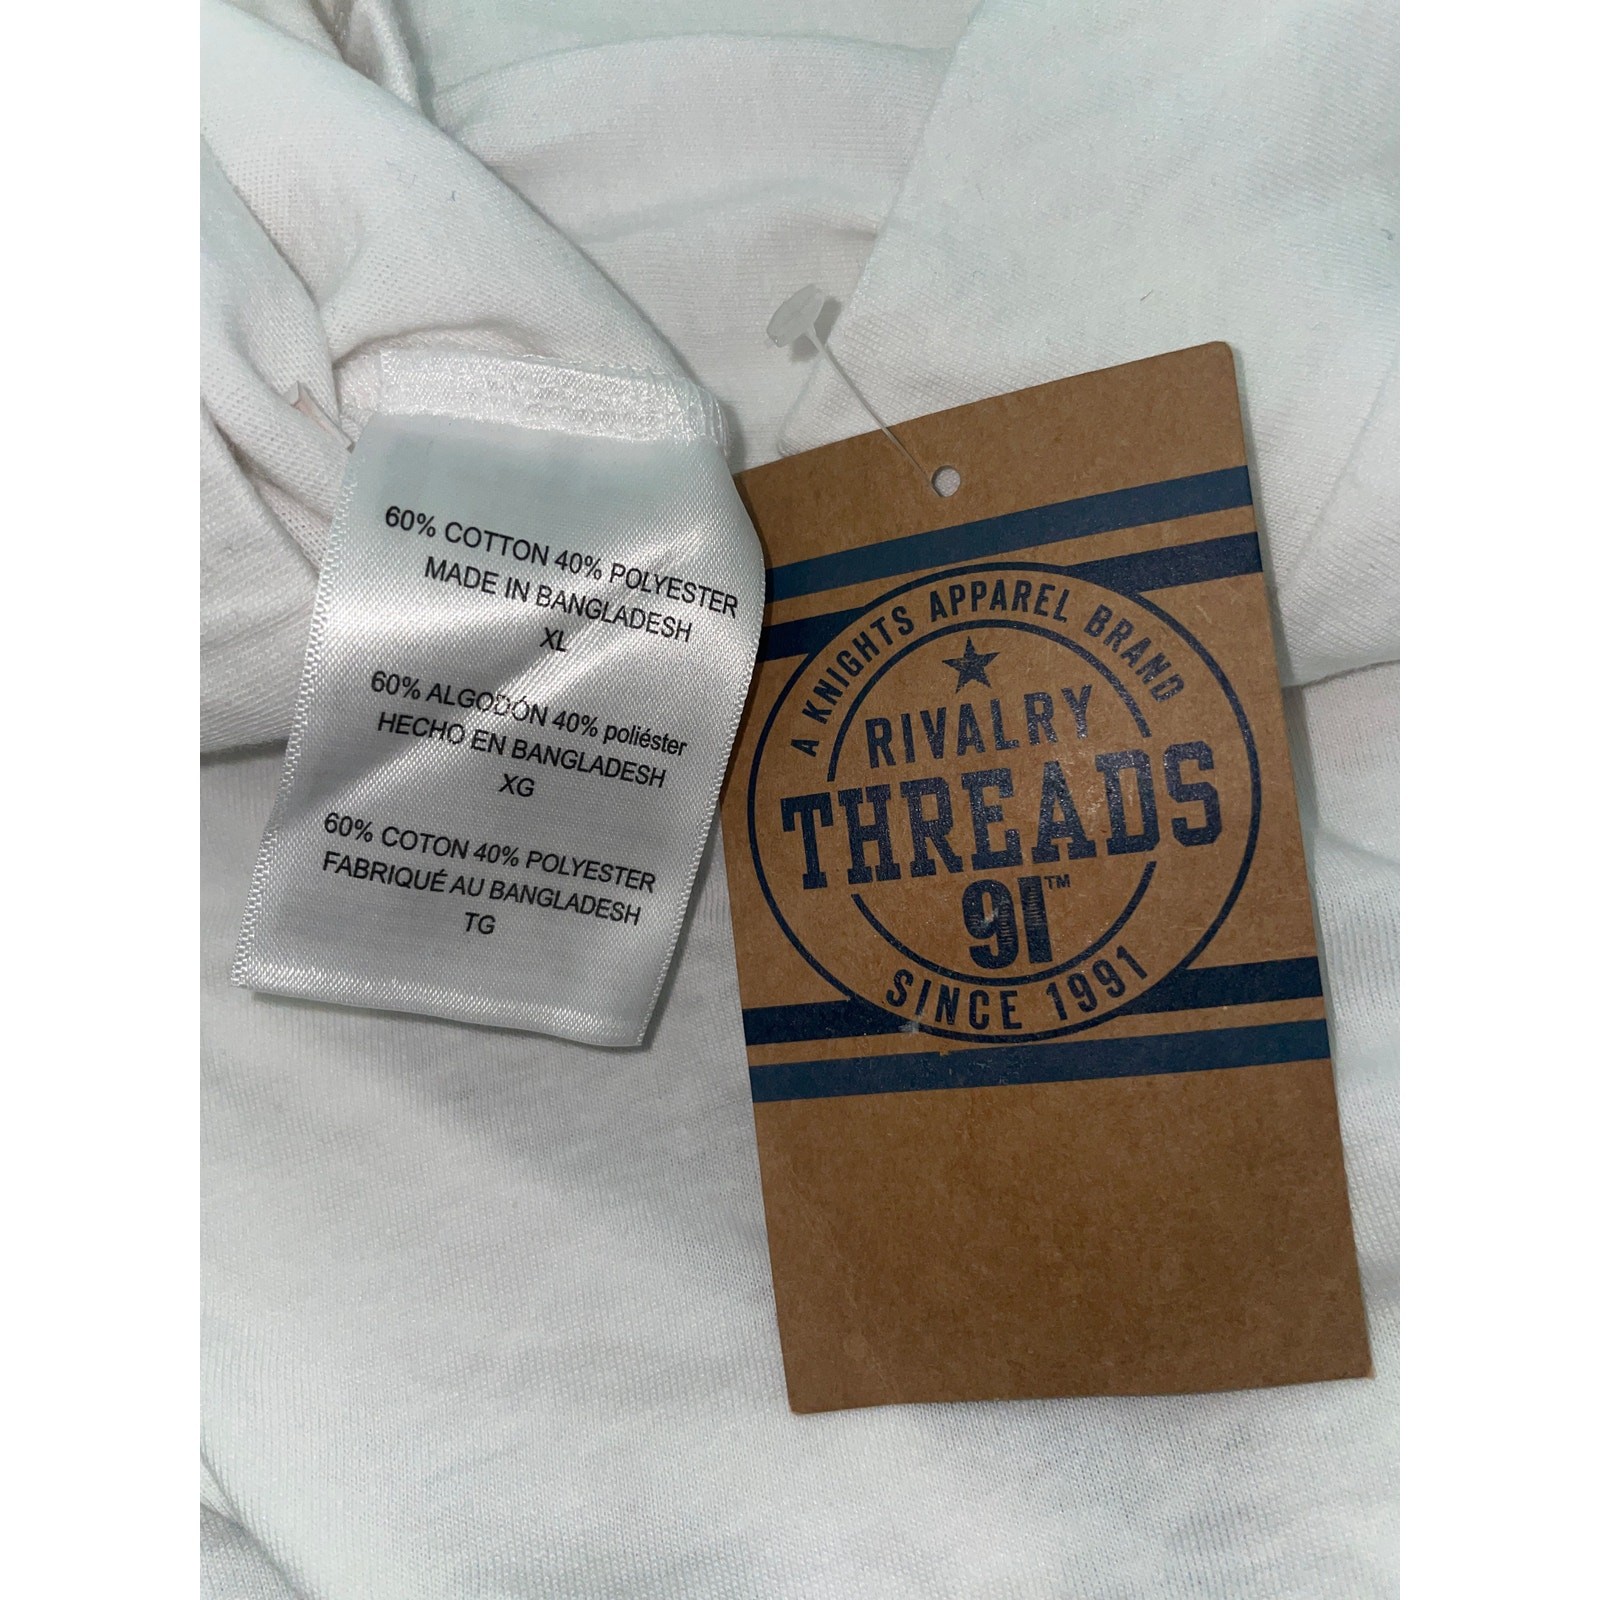 60% COTTON 40% POLYESTER
MADE IN BANGLADESH
XL
60% ALGODÓN 40% poliéster
HECHO EN BANGLADESH
XG
60% COTON 40% POLYESTER
FABRIQUÉ AU BANGLADESH
TG
A KNIGHTS APPAREL BRAND
RIVALRY
THREADS
91™
SINCE 1991